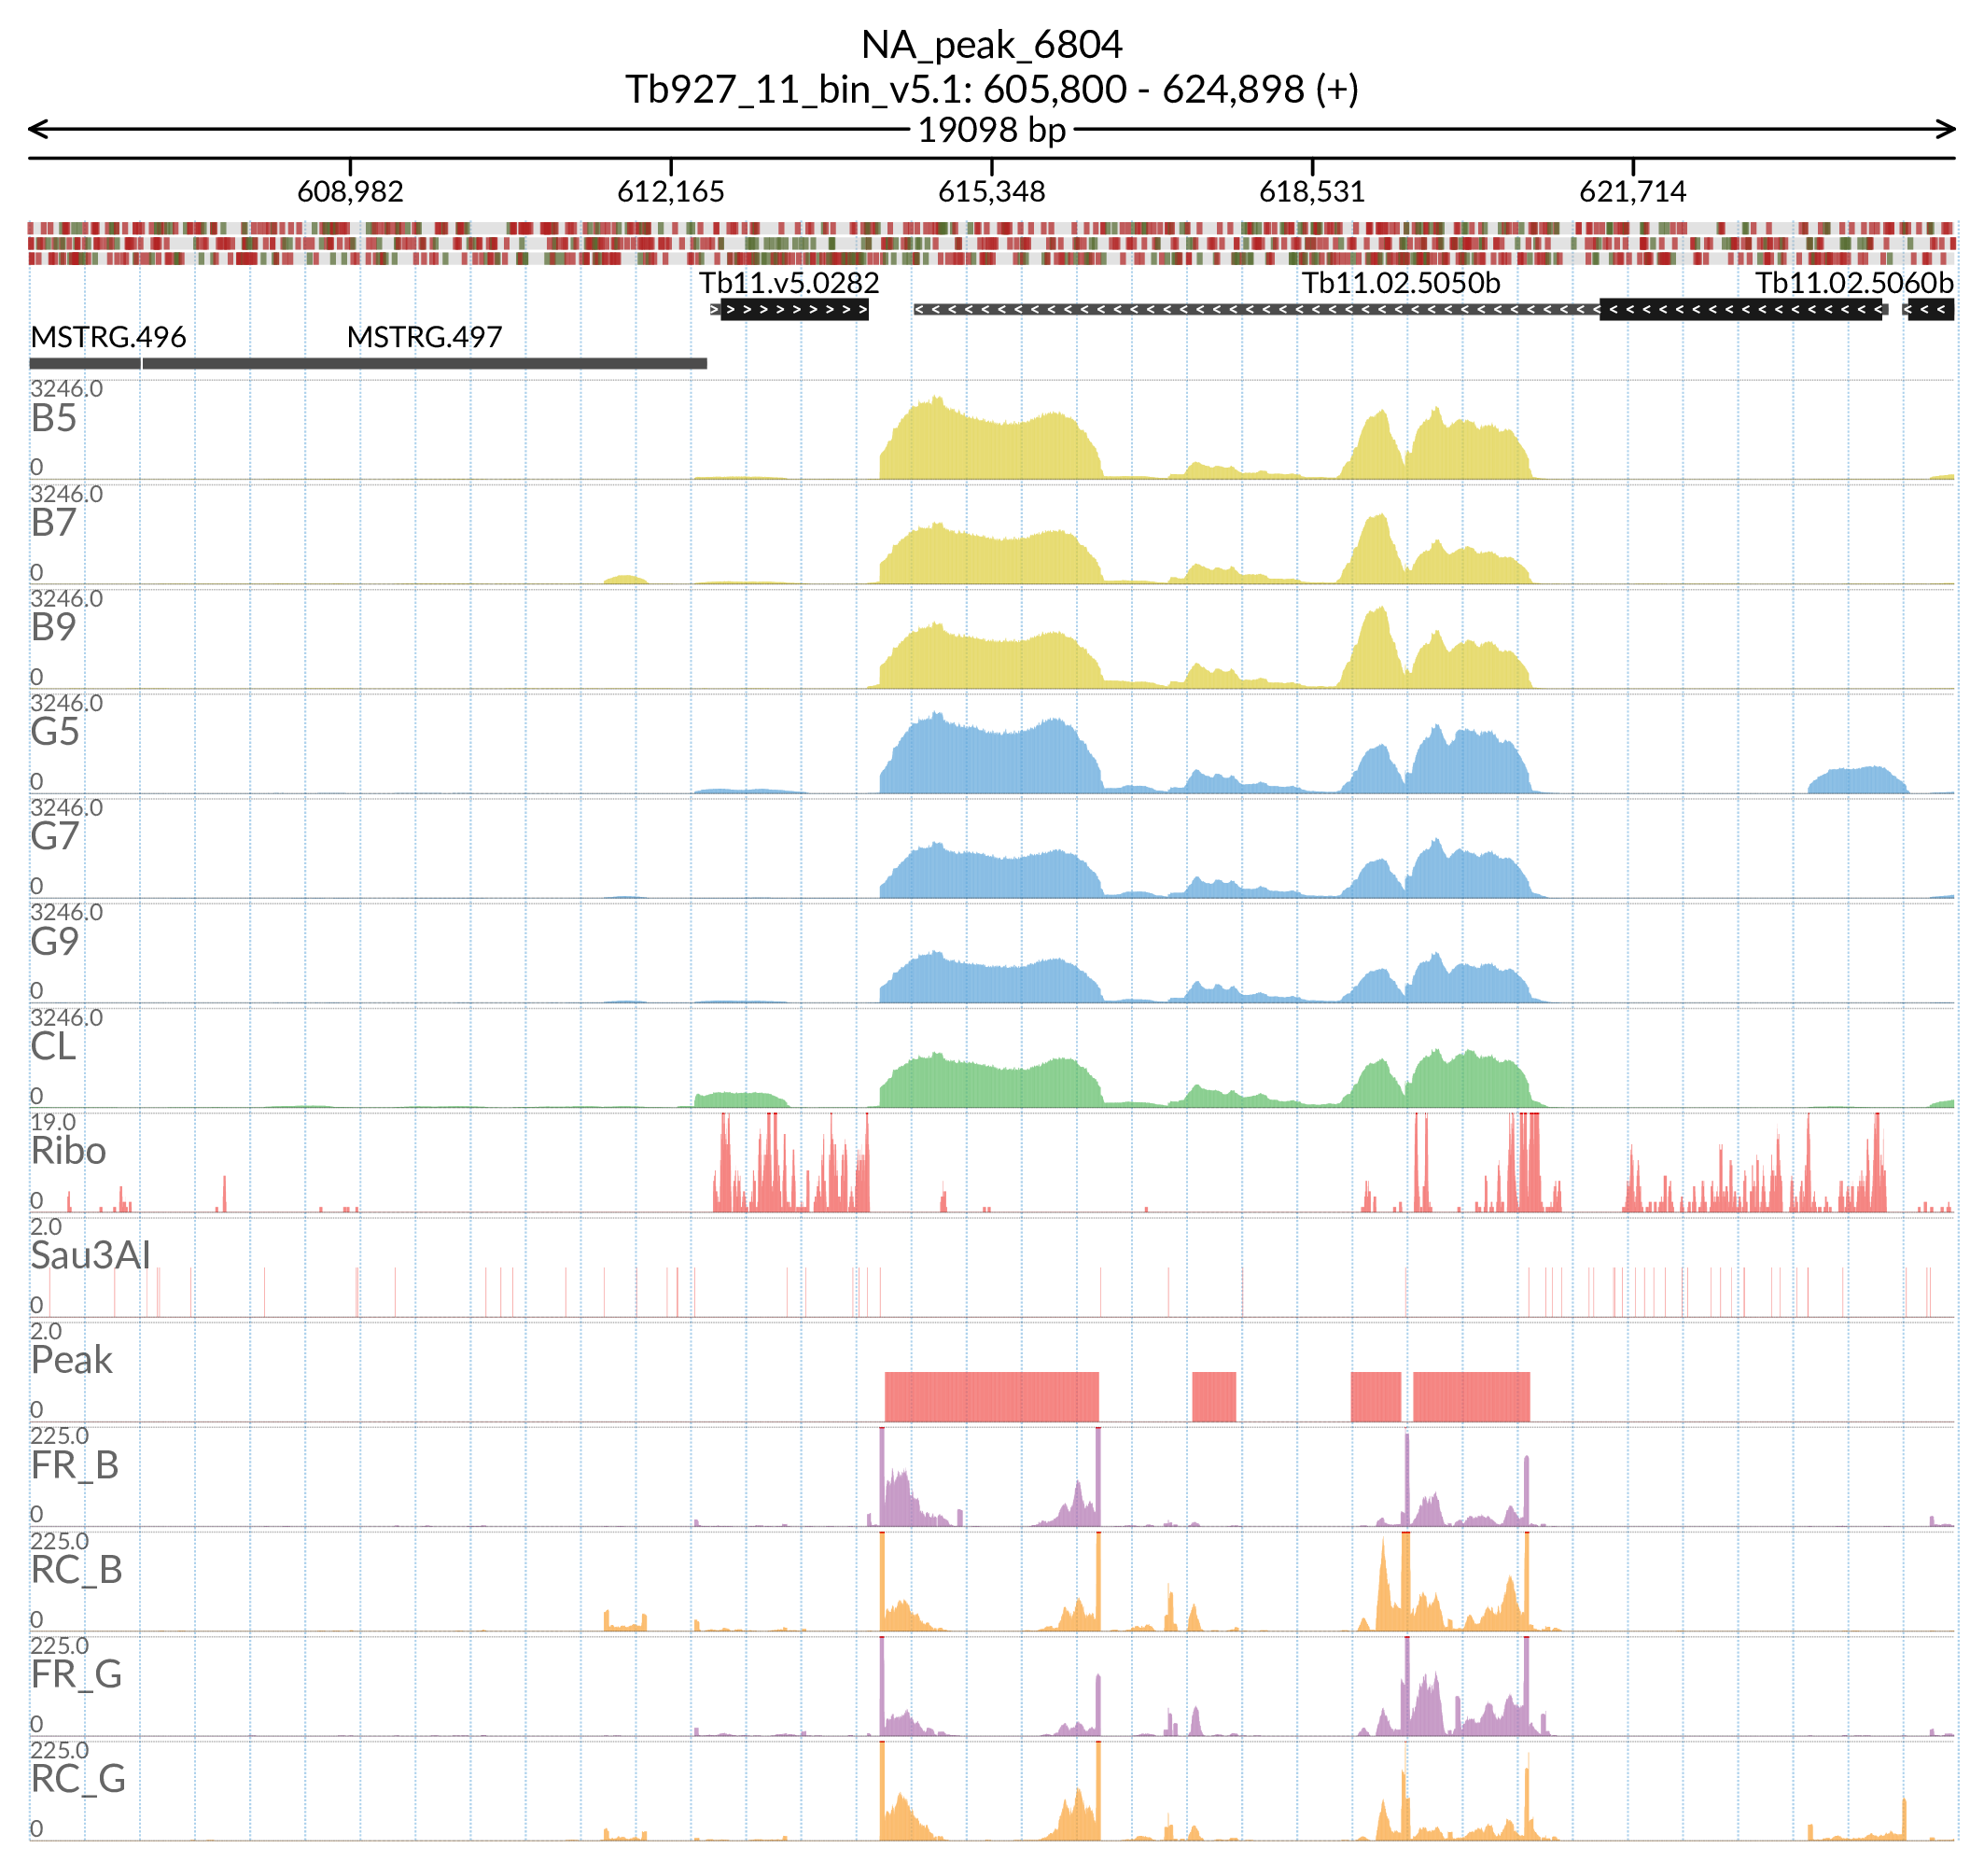 NA_peak_6804
Tb927_11_bin_v5.1: 605,800 - 624,898 (+)
19098 bp
608,982 612,165 615,348 618,531 621,714
Tb11.v5.0282 Tb11.02.5050b Tb11.02.5060b
MSTRG.496 MSTRG.497
3246.0
B5
0
3246.0
B7
0
3246.0
B9
0
3246.0
G5
0
3246.0
G7
0
3246.0
G9
0
3246.0
CL
0
19.0
Ribo
0
2.0
Sau3AI
0
2.0
Peak
0
225.0
FR_B
0
225.0
RC_B
0
225.0
FR_G
0
225.0
RC_G
0